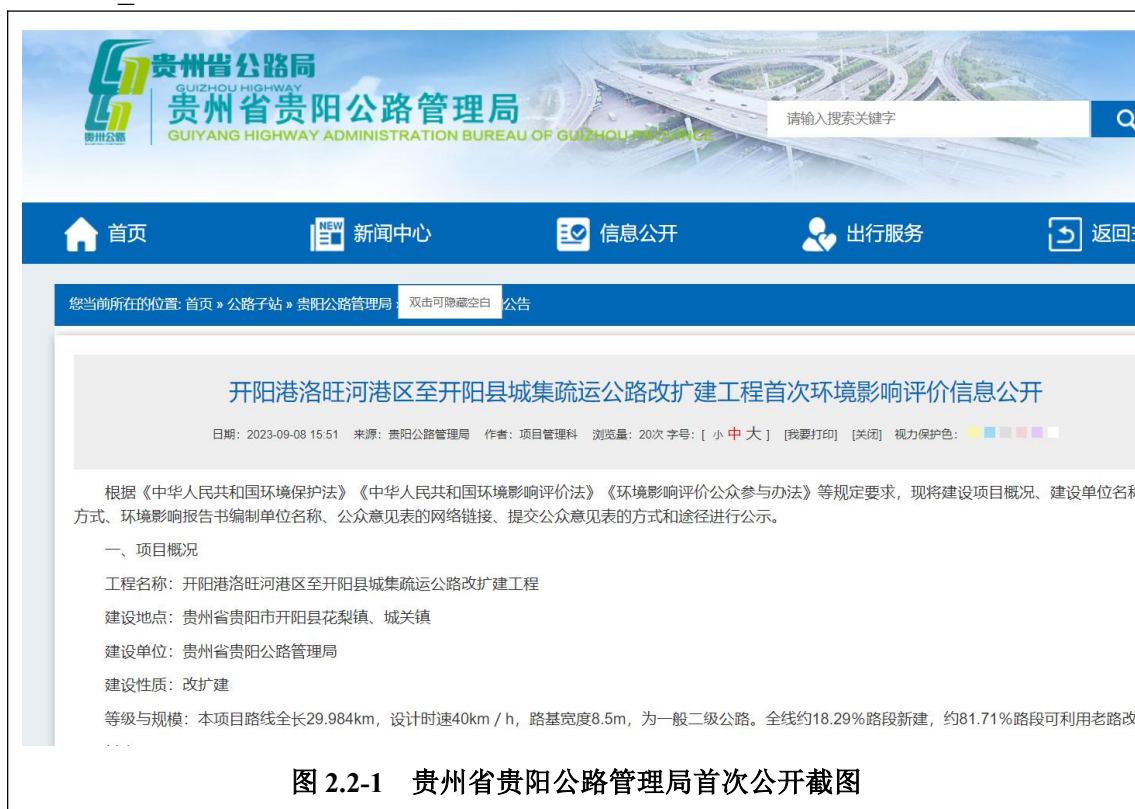 贵州省公路局
GUIZHOU HIGHWAY
贵州省贵阳公路管理局
GUIYANG HIGHWAY ADMINISTRATION BUREAU OF GUIZHOU PROVINCE
贵州公路
请输入搜索关键字
首页 NEW 新闻中心 信息公开 出行服务 返回
您当前所在的位置: 首页 » 公路子站 » 贵阳公路管理局 双击可隐藏空白 公告
开阳港洛旺河港区至开阳县城集疏运公路改扩建工程首次环境影响评价信息公开
日期: 2023-09-08 15:51 来源: 贵阳公路管理局 作者: 项目管理科 浏览量: 20次 字号: [ 小 中 大 ] [我要打印] [关闭] 视力保护色:
根据《中华人民共和国环境保护法》《中华人民共和国环境影响评价法》《环境影响评价公众参与办法》等规定要求，现将建设项目概况、建设单位名称
方式、环境影响报告书编制单位名称、公众意见表的网络链接、提交公众意见表的方式和途径进行公示。
一、项目概况
工程名称：开阳港洛旺河港区至开阳县城集疏运公路改扩建工程
建设地点：贵州省贵阳市开阳县花梨镇、城关镇
建设单位：贵州省贵阳公路管理局
建设性质：改扩建
等级与规模：本项目路线全长29.984km，设计时速40km / h，路基宽度8.5m，为一般二级公路。全线约18.29%路段新建，约81.71%路段可利用老路改
图 2.2-1 贵州省贵阳公路管理局首次公开截图